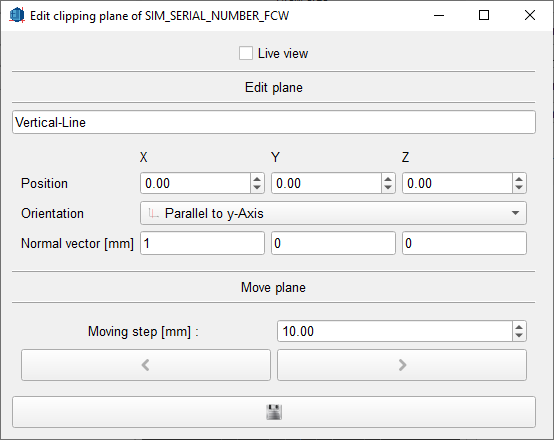 Edit clipping plane of SIM_SERIAL_NUMBER_FCW
Live view
Edit plane
Vertical-Line
X Y Z
Position 0.00 0.00 0.00
Orientation Parallel to y-Axis
Normal vector [mm] 1 0 0
Move plane
Moving step [mm] : 10.00